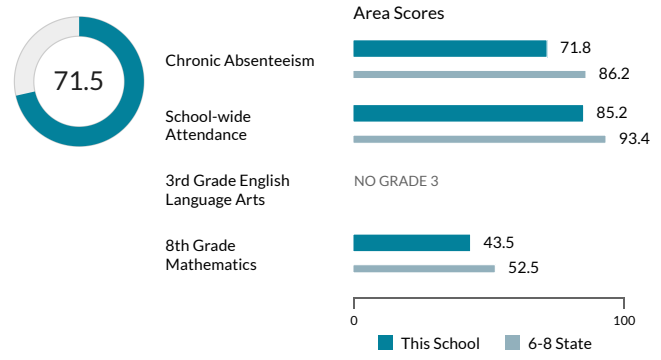 Area Scores
71.5
Chronic Absenteeism
71.8
86.2
School-wide
Attendance
85.2
93.4
3rd Grade English
Language Arts
NO GRADE 3
8th Grade
Mathematics
43.5
52.5
0
100
This School
6-8 State